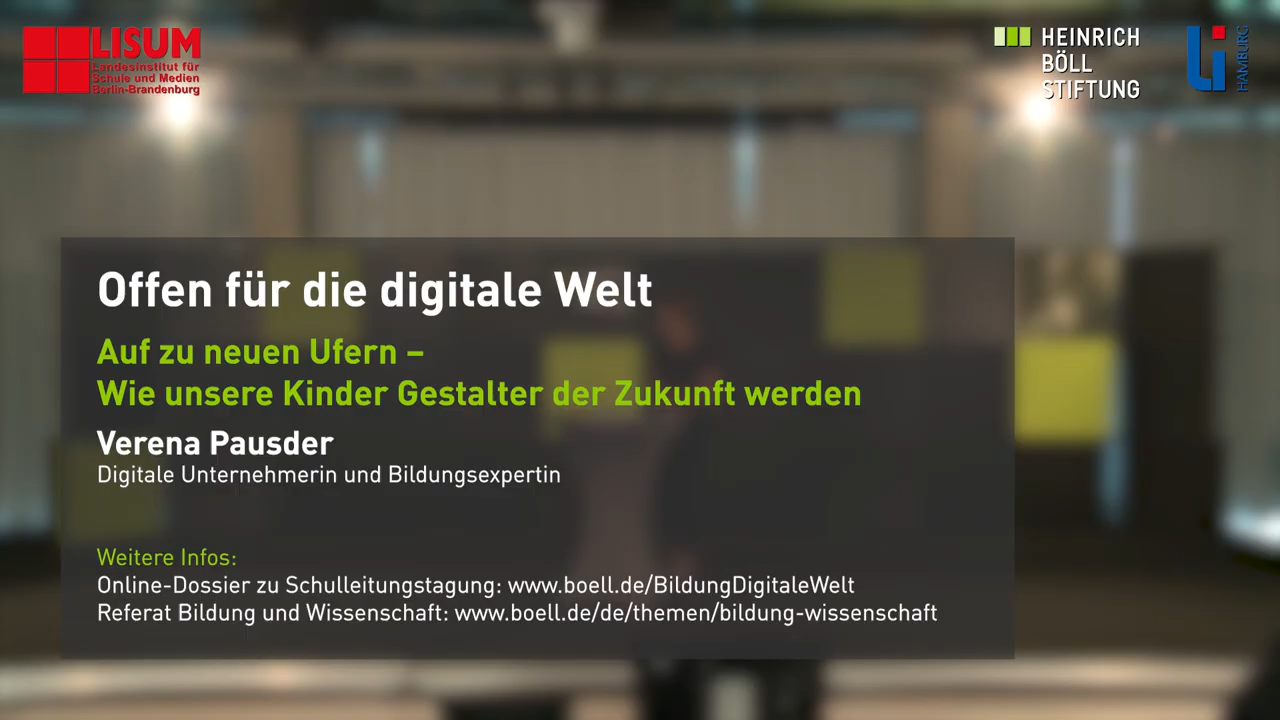 LISUM
Landesinstitut für
Schule und Medien
Berlin-Brandenburg
HEINRICH
BÖLL
STIFTUNG
Li
HAMBURG
Offen für die digitale Welt
Auf zu neuen Ufern –
Wie unsere Kinder Gestalter der Zukunft werden
Verena Pausder
Digitale Unternehmerin und Bildungsexpertin
Weitere Infos:
Online-Dossier zu Schulleitungstagung: www.boell.de/BildungDigitaleWelt
Referat Bildung und Wissenschaft: www.boell.de/de/themen/bildung-wissenschaft